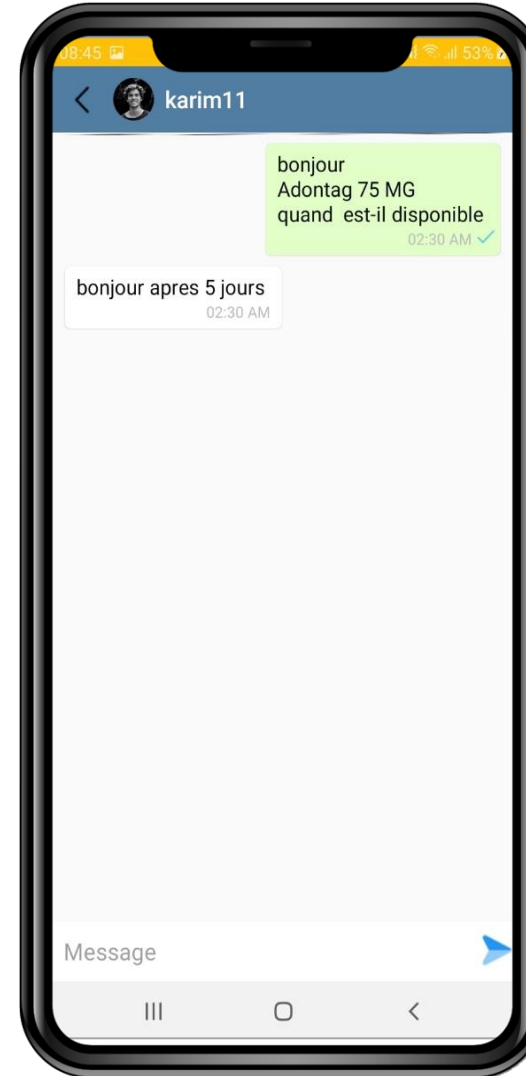 08:45 53%
karim11
bonjour
Adontag 75 MG
quand  est-il disponible
02:30 AM
bonjour apres 5 jours
02:30 AM
Message